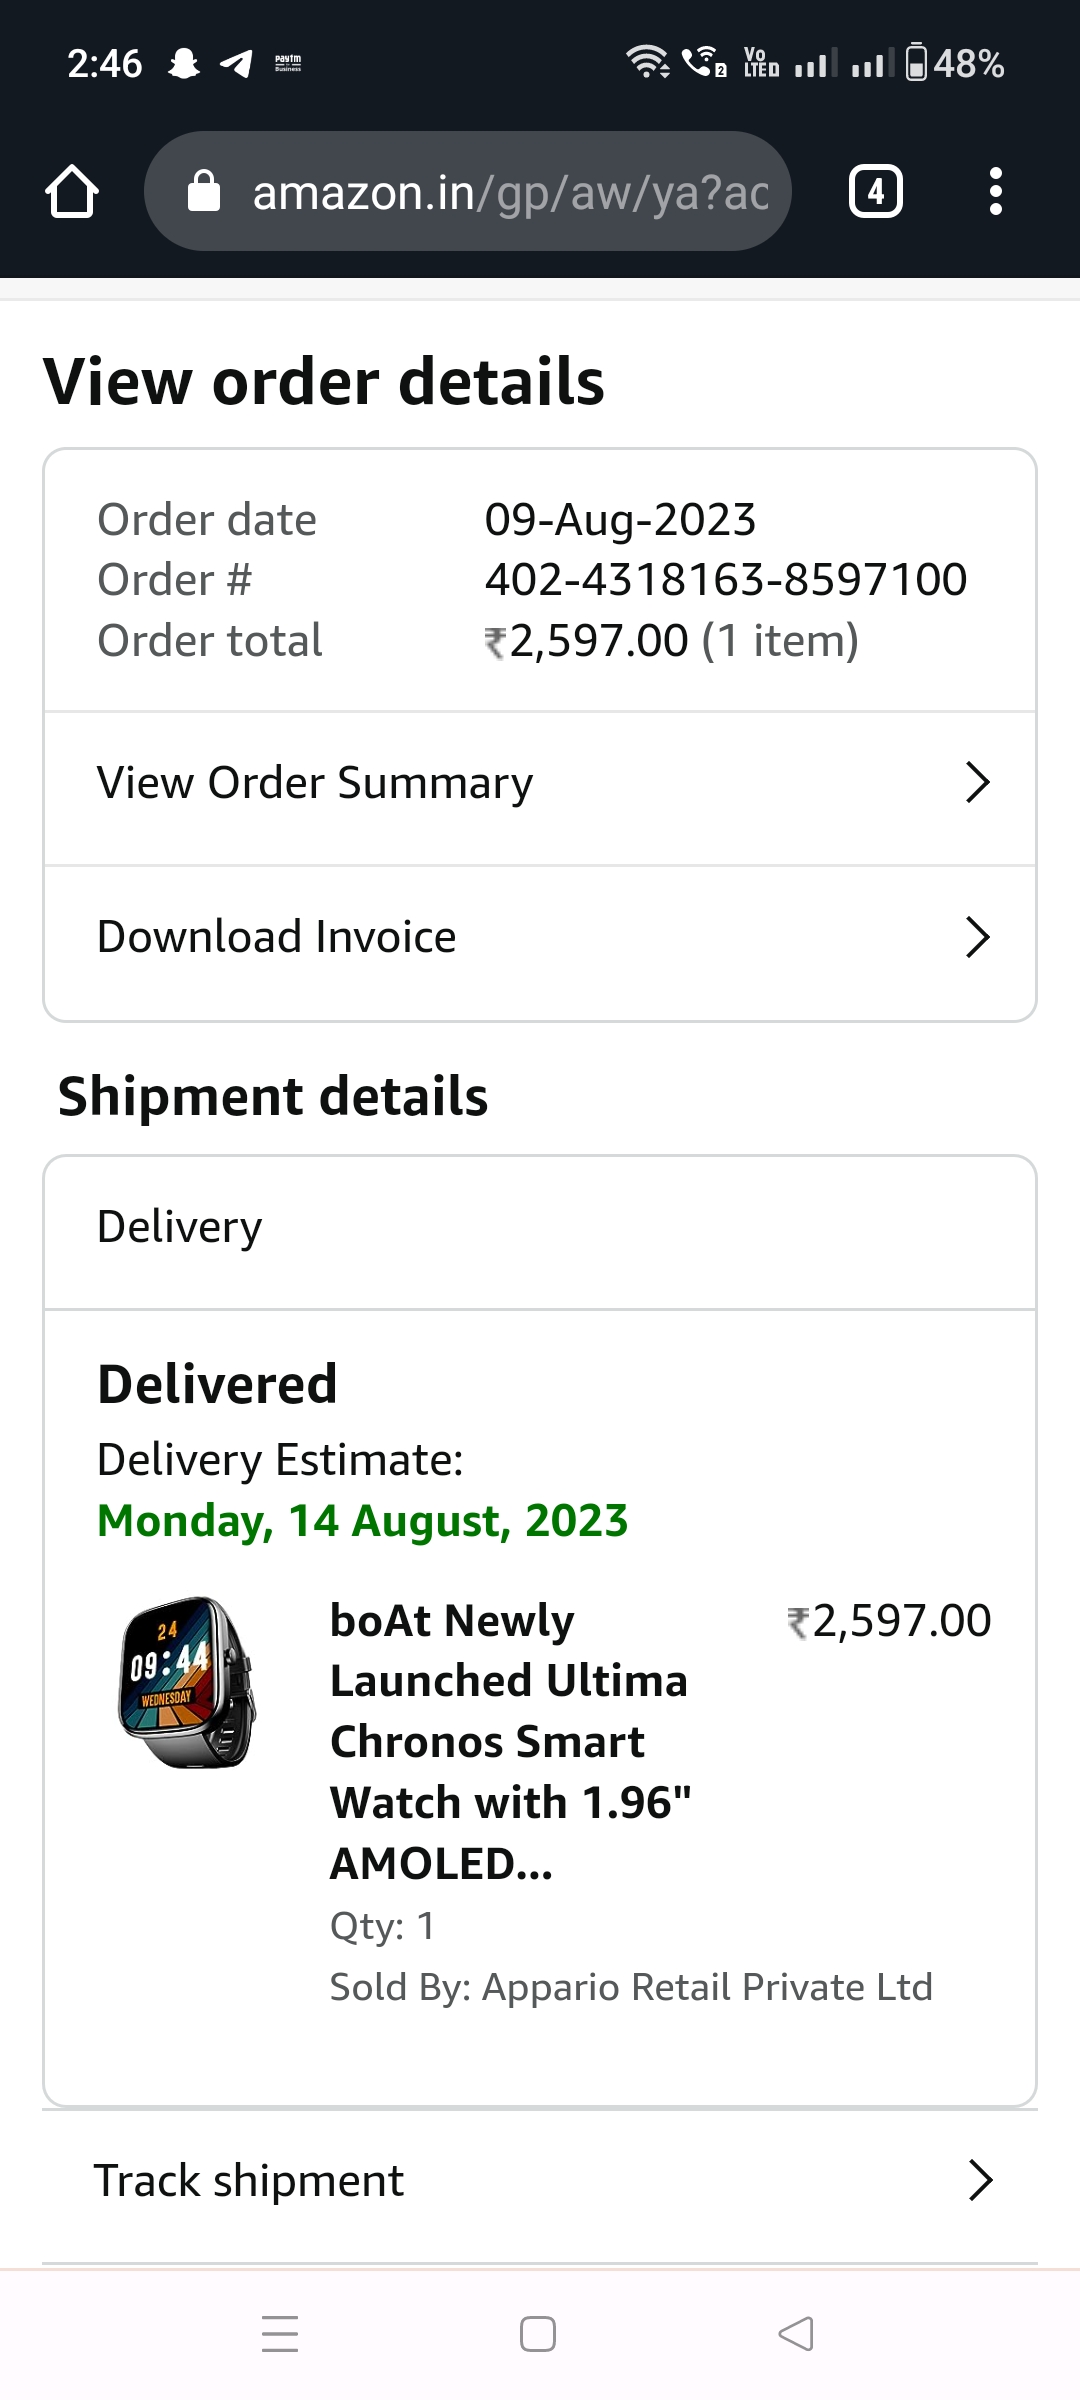 2:46 paytm Business 2 Vo LTED 48%
amazon.in/gp/aw/ya?ac 4
View order details
Order date 09-Aug-2023
Order # 402-4318163-8597100
Order total ₹2,597.00 (1 item)
View Order Summary
Download Invoice
Shipment details
Delivery
Delivered
Delivery Estimate:
Monday, 14 August, 2023
24
09:44
WEDNESDAY
boAt Newly ₹2,597.00
Launched Ultima
Chronos Smart
Watch with 1.96"
AMOLED...
Qty: 1
Sold By: Appario Retail Private Ltd
Track shipment